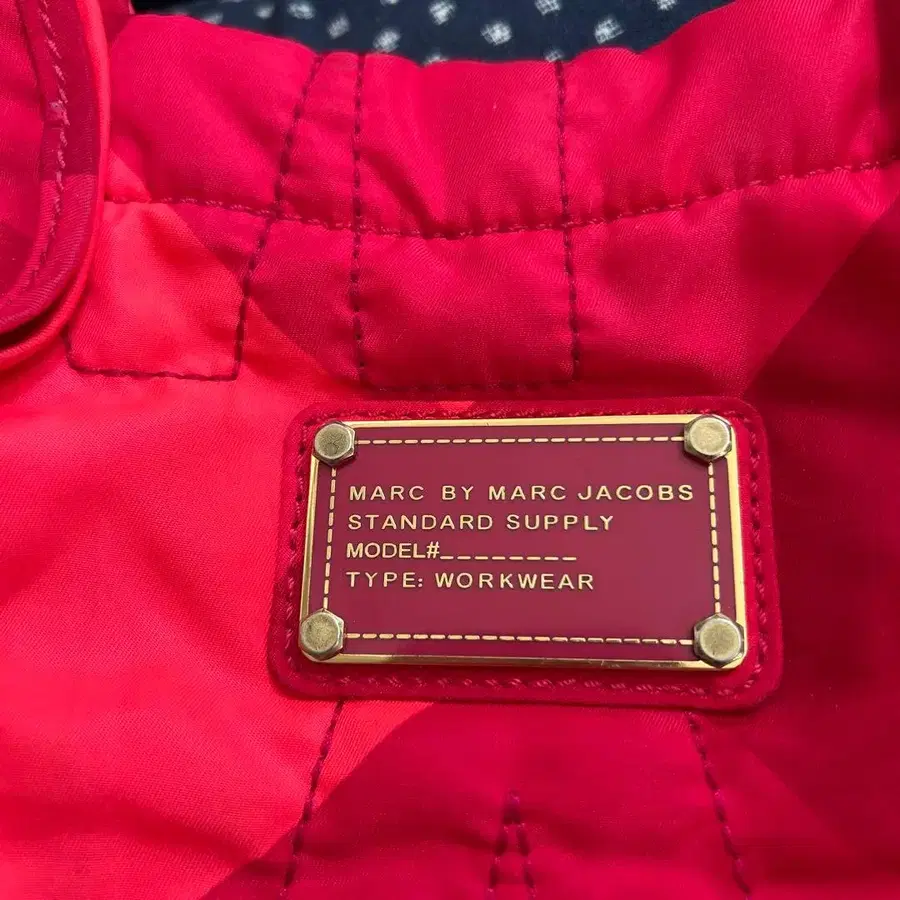 MARC BY MARC JACOBS
STANDARD SUPPLY
MODEL#_________
TYPE: WORKWEAR